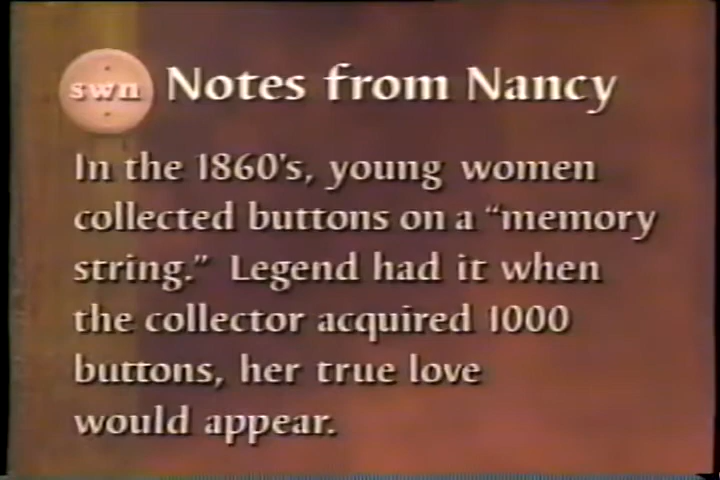 swn Notes from Nancy
In the 1860's, young women
collected buttons on a “memory
string.” Legend had it when
the collector acquired 1000
buttons, her true love
would appear.